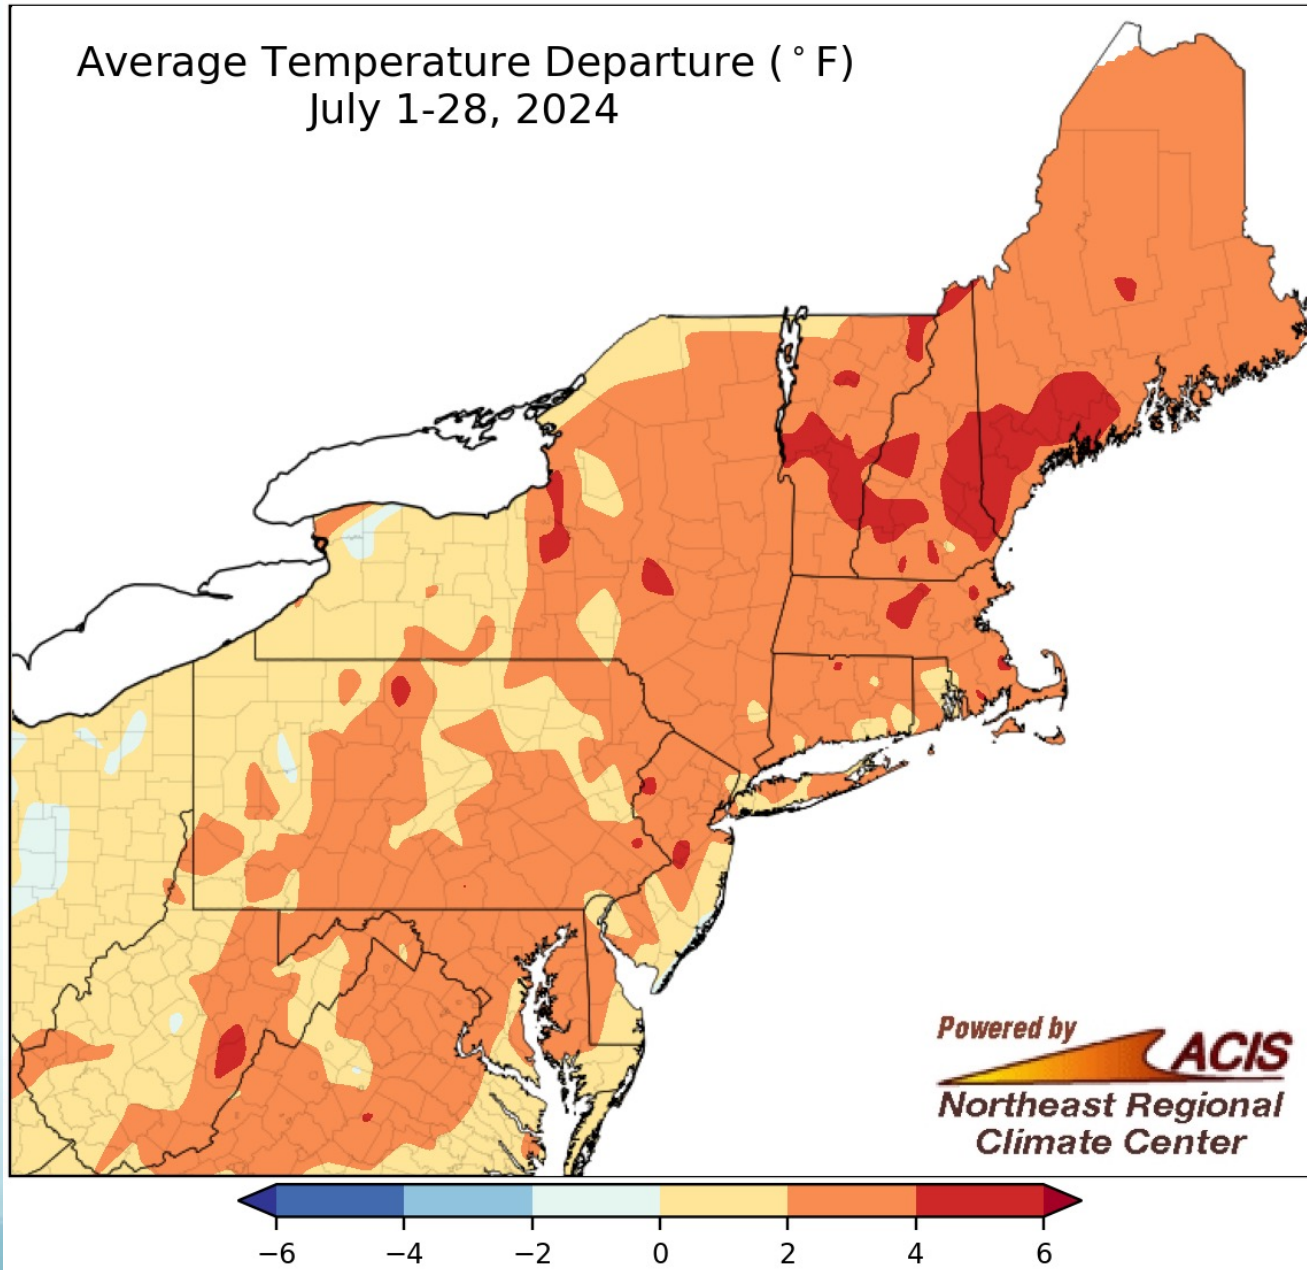 Average Temperature Departure (°F)
July 1-28, 2024
Powered by
ACIS
Northeast Regional
Climate Center
−6 −4 −2 0 2 4 6